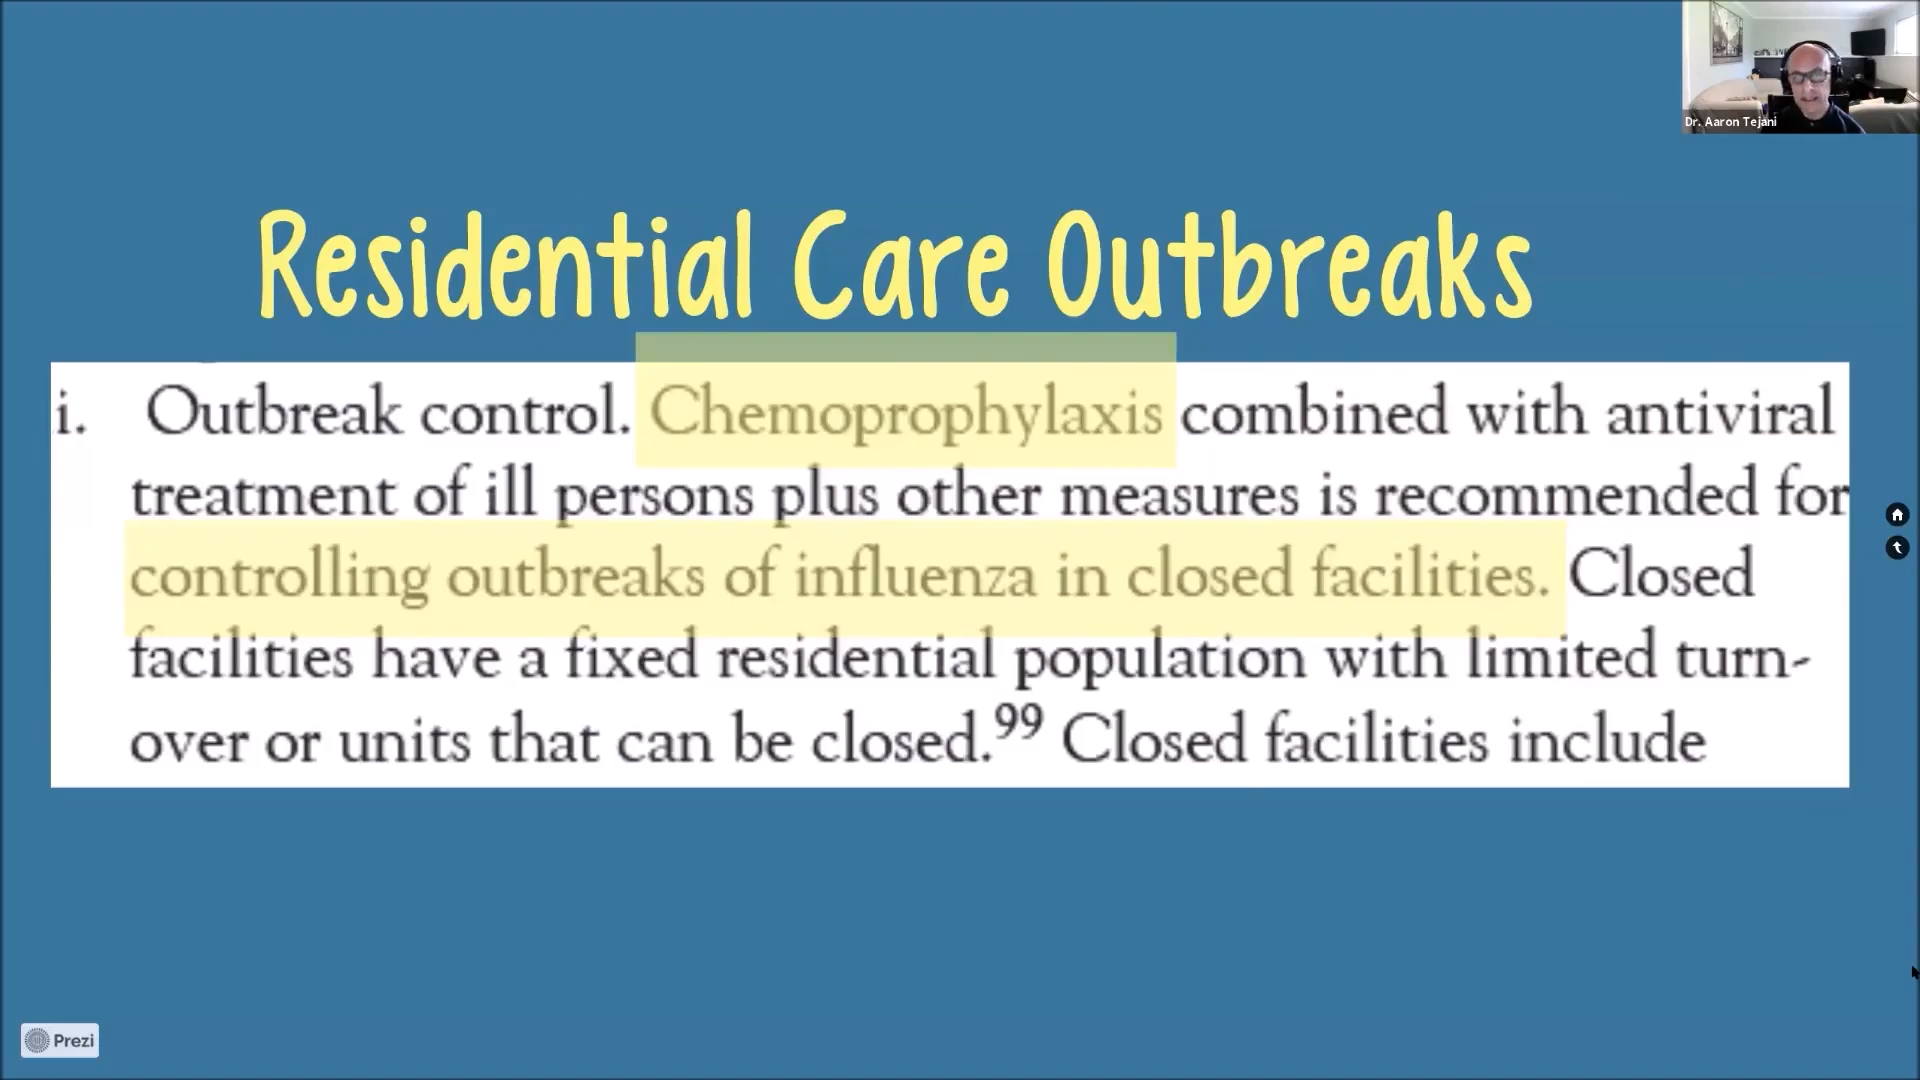 Dr. Aaron Tejani
Residential Care Outbreaks
i. Outbreak control. Chemoprophylaxis combined with antiviral
treatment of ill persons plus other measures is recommended for
controlling outbreaks of influenza in closed facilities. Closed
facilities have a fixed residential population with limited turn-
over or units that can be closed.99 Closed facilities include
Prezi